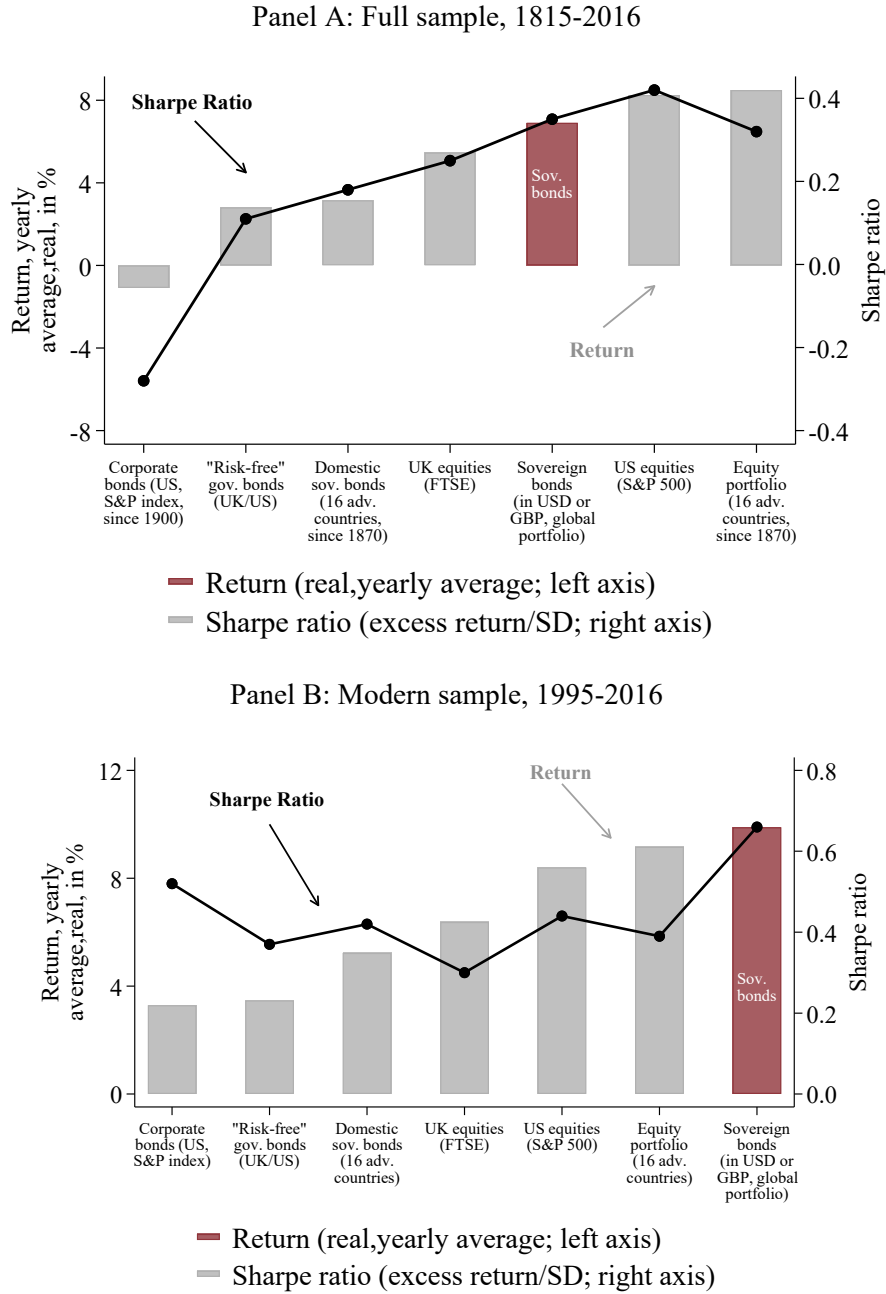 Panel A: Full sample, 1815-2016
Return, yearly
average,real, in %
8
4
0
-4
-8
Sharpe Ratio
Sov.
bonds
Return
0.4
0.2
0.0
-0.2
-0.4
Sharpe ratio
Corporate
bonds (US,
S&P index,
since 1900)
"Risk-free"
gov. bonds
(UK/US)
Domestic
sov. bonds
(16 adv.
countries,
since 1870)
UK equities
(FTSE)
Sovereign
bonds
(in USD or
GBP, global
portfolio)
US equities
(S&P 500)
Equity
portfolio
(16 adv.
countries,
since 1870)
Return (real,yearly average; left axis)
Sharpe ratio (excess return/SD; right axis)
Panel B: Modern sample, 1995-2016
Return, yearly
average,real, in %
12
8
4
0
Sharpe Ratio
Return
Sov.
bonds
0.8
0.6
0.4
0.2
0.0
Sharpe ratio
Corporate
bonds (US,
S&P index)
"Risk-free"
gov. bonds
(UK/US)
Domestic
sov. bonds
(16 adv.
countries)
UK equities
(FTSE)
US equities
(S&P 500)
Equity
portfolio
(16 adv.
countries)
Sovereign
bonds
(in USD or
GBP, global
portfolio)
Return (real,yearly average; left axis)
Sharpe ratio (excess return/SD; right axis)